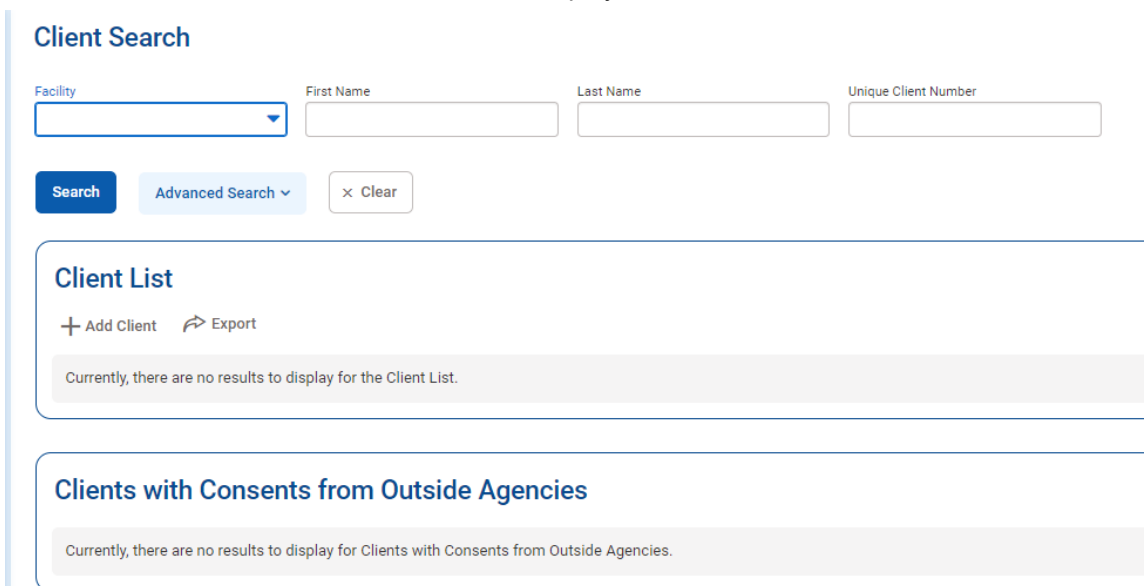 Client Search
Facility First Name Last Name Unique Client Number
Search Advanced Search × Clear
Client List
+ Add Client Export
Currently, there are no results to display for the Client List.
Clients with Consents from Outside Agencies
Currently, there are no results to display for Clients with Consents from Outside Agencies.